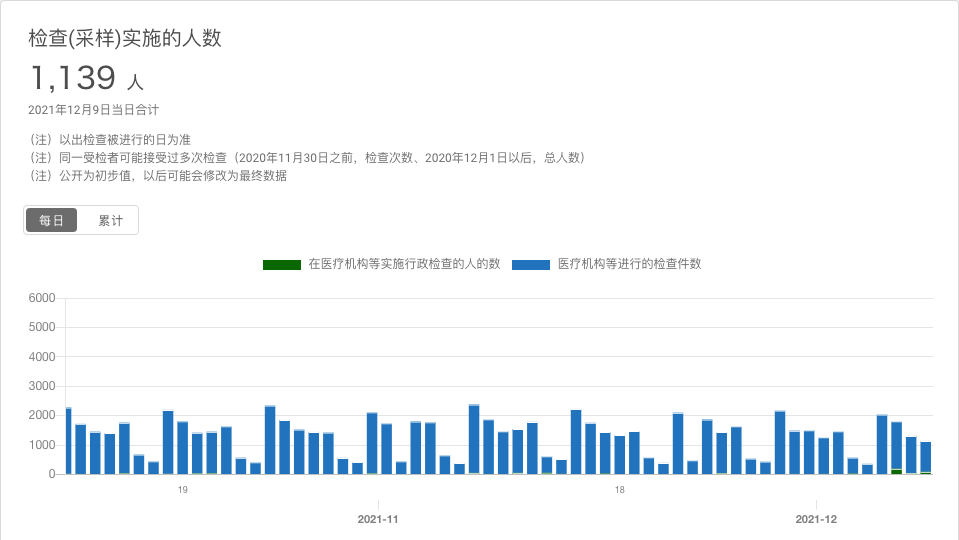 检查(采样)实施的人数
1,139 人
2021年12月9日当日合计
（注）以出检查被进行的日为准
（注）同一受检者可能接受过多次检查（2020年11月30日之前，检查次数、2020年12月1日以后，总人数）
（注）公开为初步值，以后可能会修改为最终数据
每日 累计
在医疗机构等实施行政检查的人的数 医疗机构等进行的检查件数
6000
5000
4000
3000
2000
1000
0
19 18
2021-11 2021-12